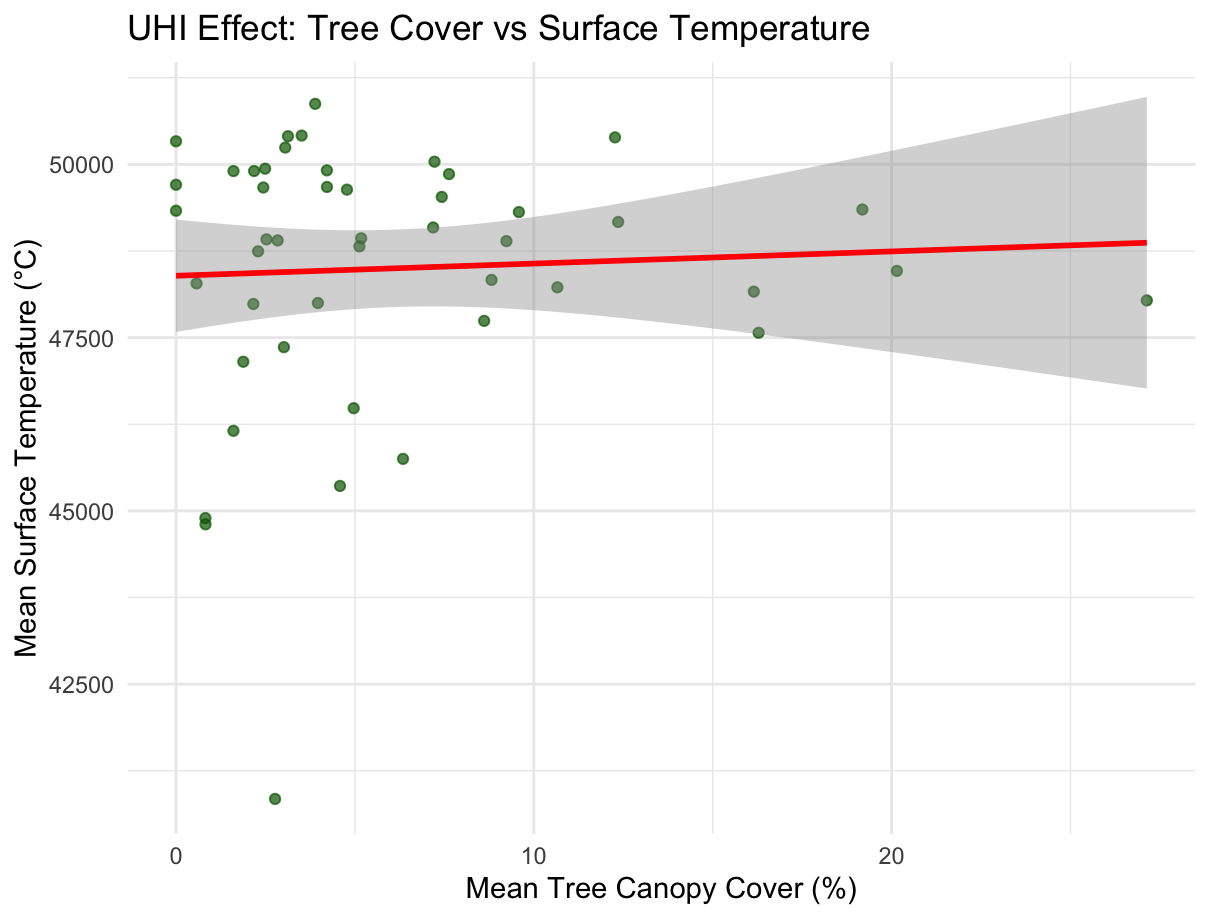 UHI Effect: Tree Cover vs Surface Temperature
Mean Surface Temperature (°C)
50000
47500
45000
42500
0
10
20
Mean Tree Canopy Cover (%)